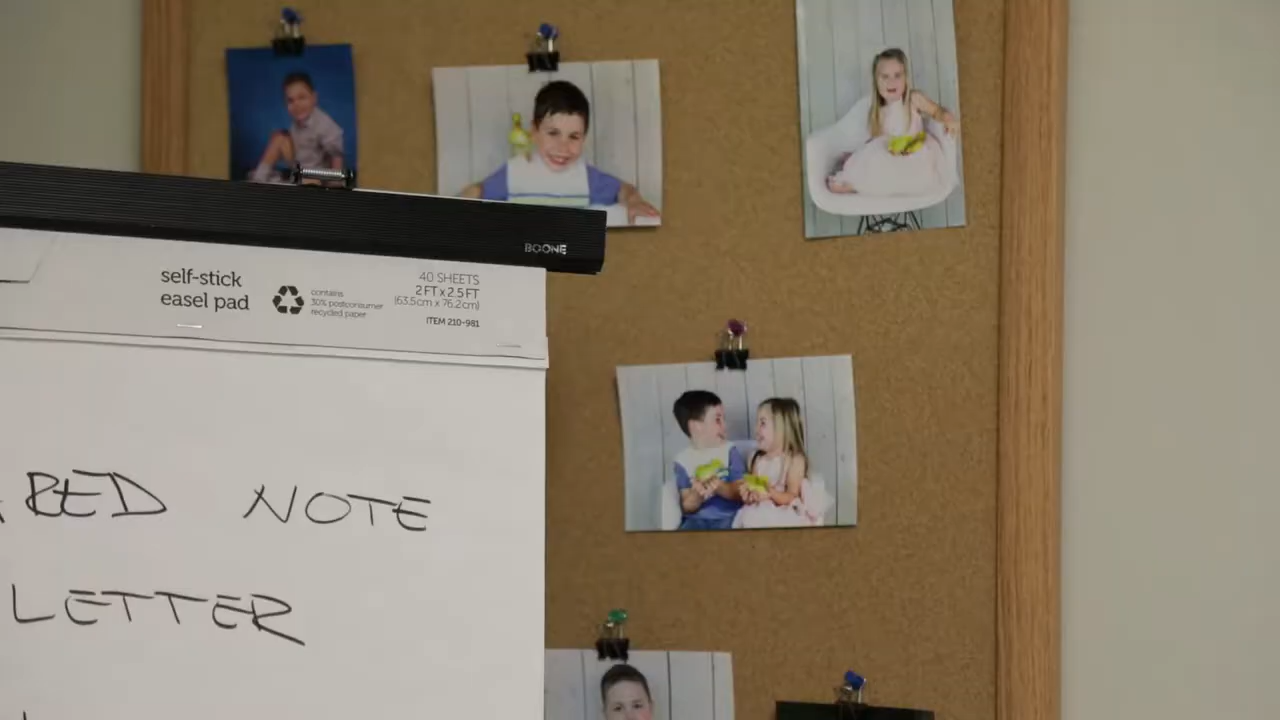 BOONE
self-stick
easel pad
contains
30% postconsumer
recycled paper
40 SHEETS
2 FT x 2.5 FT
(63.5cm x 76.2cm)
ITEM 210-981
RED NOTE
LETTER